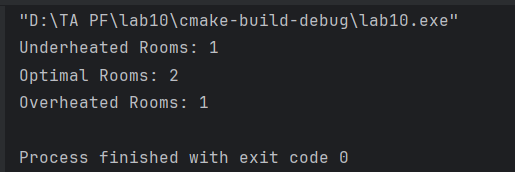 "D:\TA PF\lab10\cmake-build-debug\lab10.exe"
Underheated Rooms: 1
Optimal Rooms: 2
Overheated Rooms: 1
Process finished with exit code 0